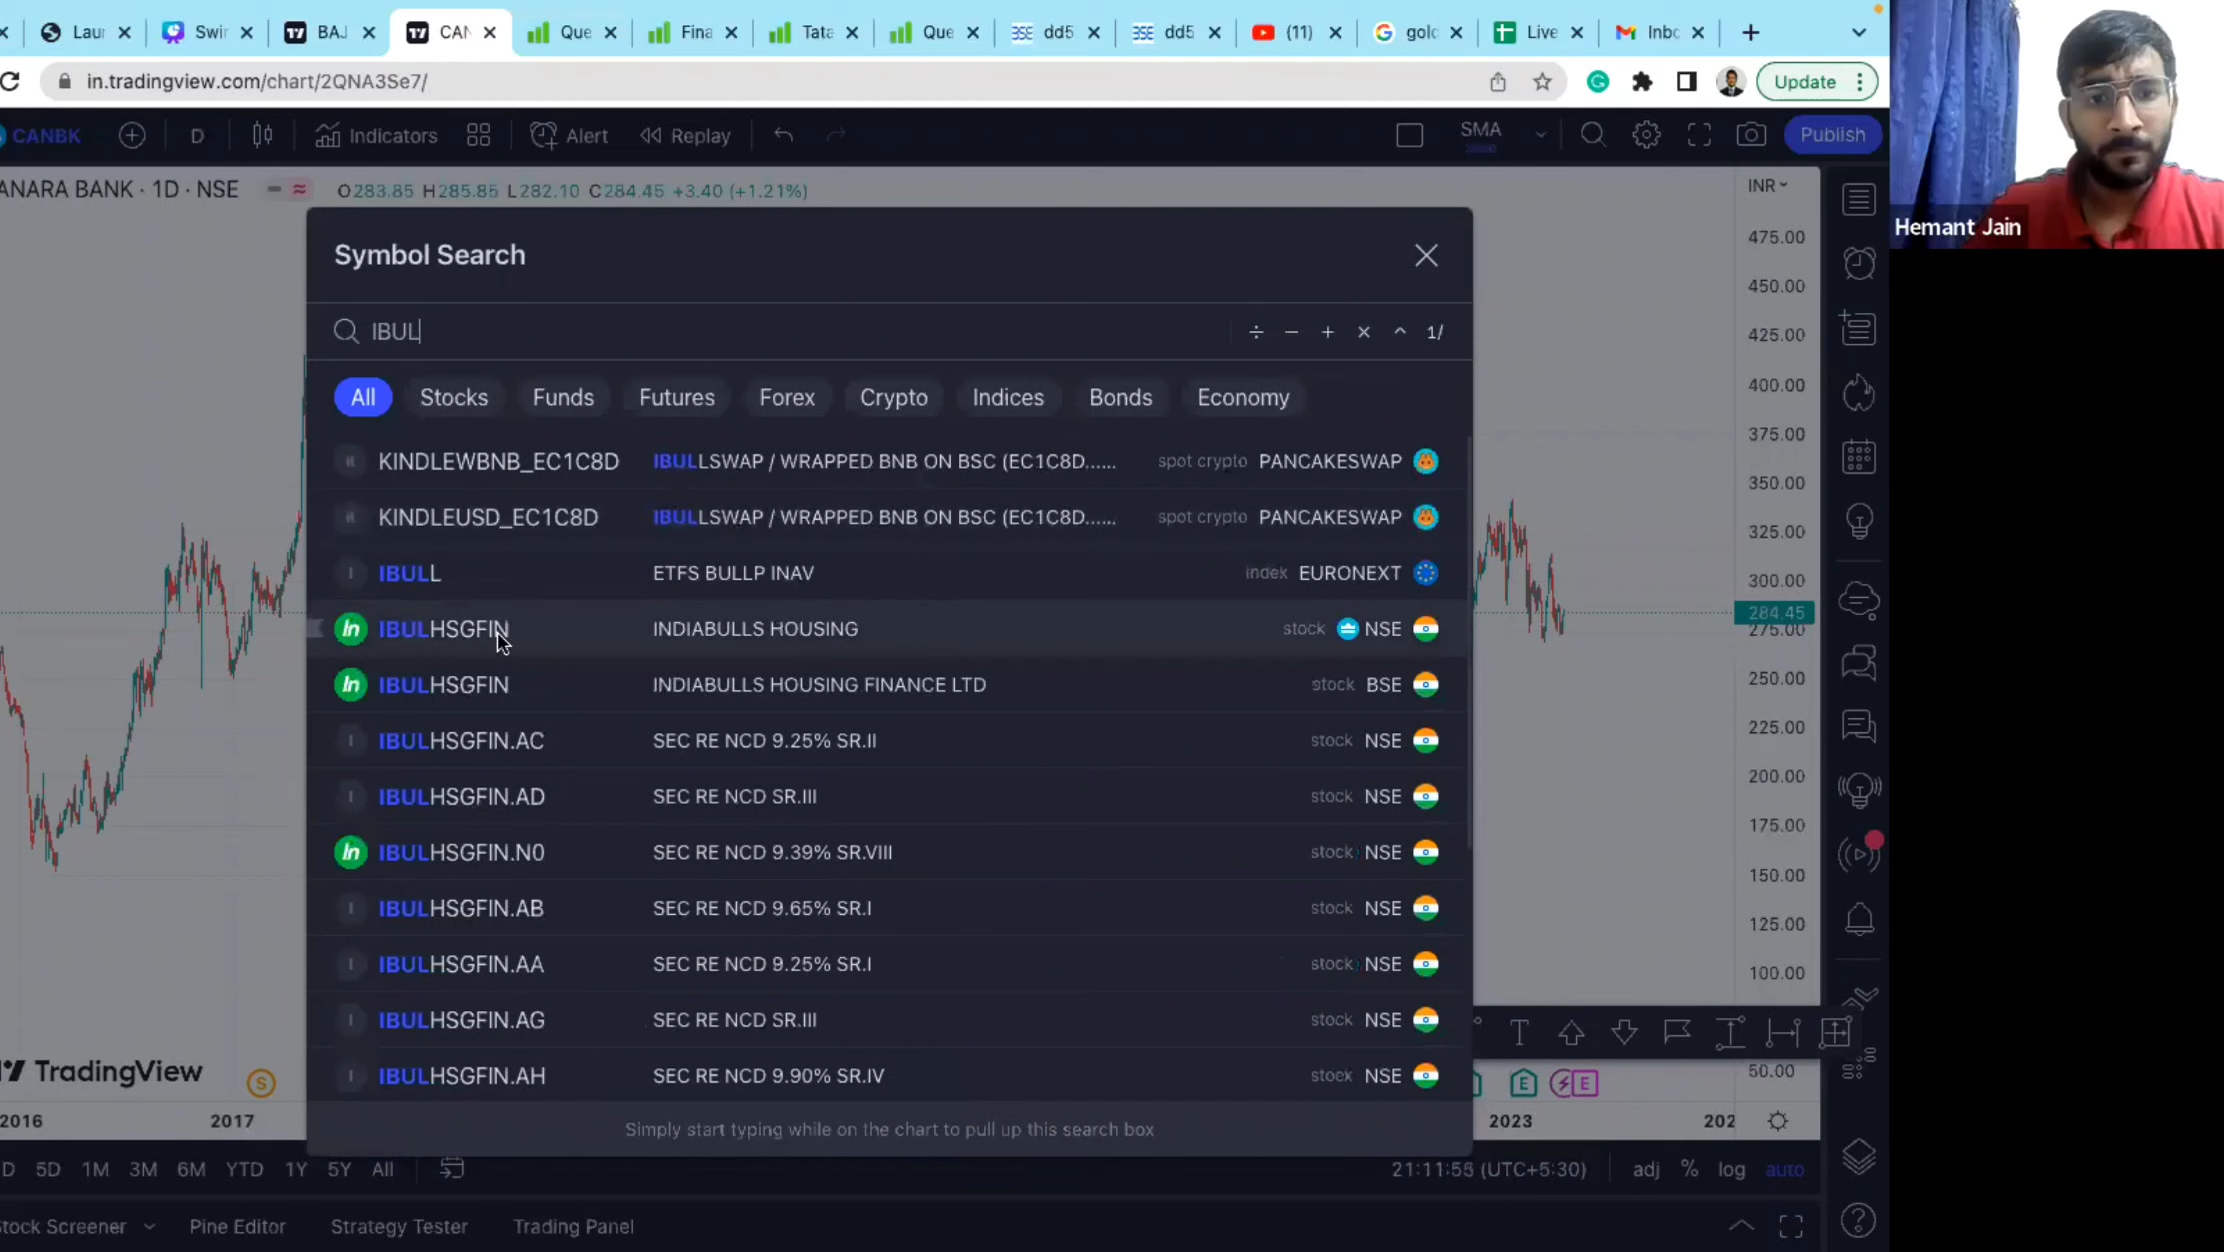 Laur
Swin
BAJ
CAN
Que
Fina
Tata
Que
dd5
dd5
(11)
gold
Live
Inbo
in.tradingview.com/chart/2QNA3Se7/
Update
CANBK
D
Indicators
Alert
Replay
SMA
Publish
ANARA BANK · 1D · NSE
O283.85 H285.85 L282.10 C284.45 +3.40 (+1.21%)
INR
Hemant Jain
Symbol Search
IBUL
1/
All Stocks Funds Futures Forex Crypto Indices Bonds Economy
KINDLEWBNB_EC1C8D IBULLSWAP / WRAPPED BNB ON BSC (EC1C8D...... spot crypto PANCAKESWAP
KINDLEUSD_EC1C8D IBULLSWAP / WRAPPED BNB ON BSC (EC1C8D...... spot crypto PANCAKESWAP
I IBULL ETFS BULLP INAV index EURONEXT
In IBULHSGFIN INDIABULLS HOUSING stock NSE
In IBULHSGFIN INDIABULLS HOUSING FINANCE LTD stock BSE
I IBULHSGFIN.AC SEC RE NCD 9.25% SR.II stock NSE
I IBULHSGFIN.AD SEC RE NCD SR.III stock NSE
In IBULHSGFIN.N0 SEC RE NCD 9.39% SR.VIII stock NSE
I IBULHSGFIN.AB SEC RE NCD 9.65% SR.I stock NSE
I IBULHSGFIN.AA SEC RE NCD 9.25% SR.I stock NSE
I IBULHSGFIN.AG SEC RE NCD SR.III stock NSE
I IBULHSGFIN.AH SEC RE NCD 9.90% SR.IV stock NSE
Simply start typing while on the chart to pull up this search box
475.00
450.00
425.00
400.00
375.00
350.00
325.00
300.00
284.45
275.00
250.00
225.00
200.00
175.00
150.00
125.00
100.00
50.00
T
TradingView
S
E
E
2016 2017 2023 202
D 5D 1M 3M 6M YTD 1Y 5Y All
21:11:56 (UTC+5:30) adj % log auto
tock Screener Pine Editor Strategy Tester Trading Panel